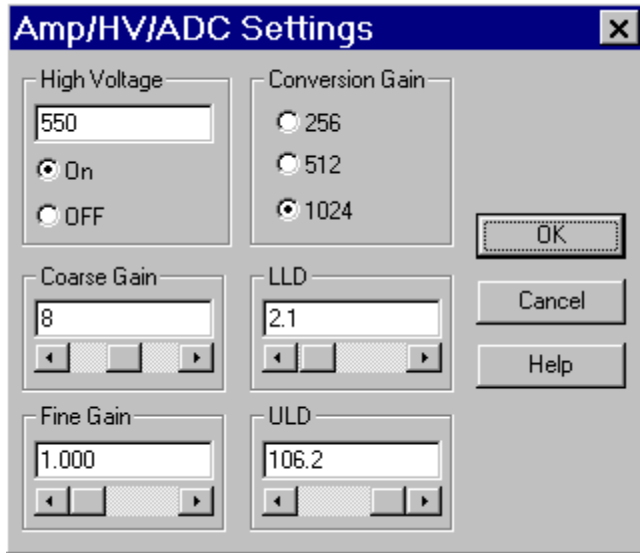 Amp/HV/ADC Settings
High Voltage
550
On
OFF
Conversion Gain
256
512
1024
Coarse Gain
8
LLD
2.1
Fine Gain
1.000
ULD
106.2
OK
Cancel
Help